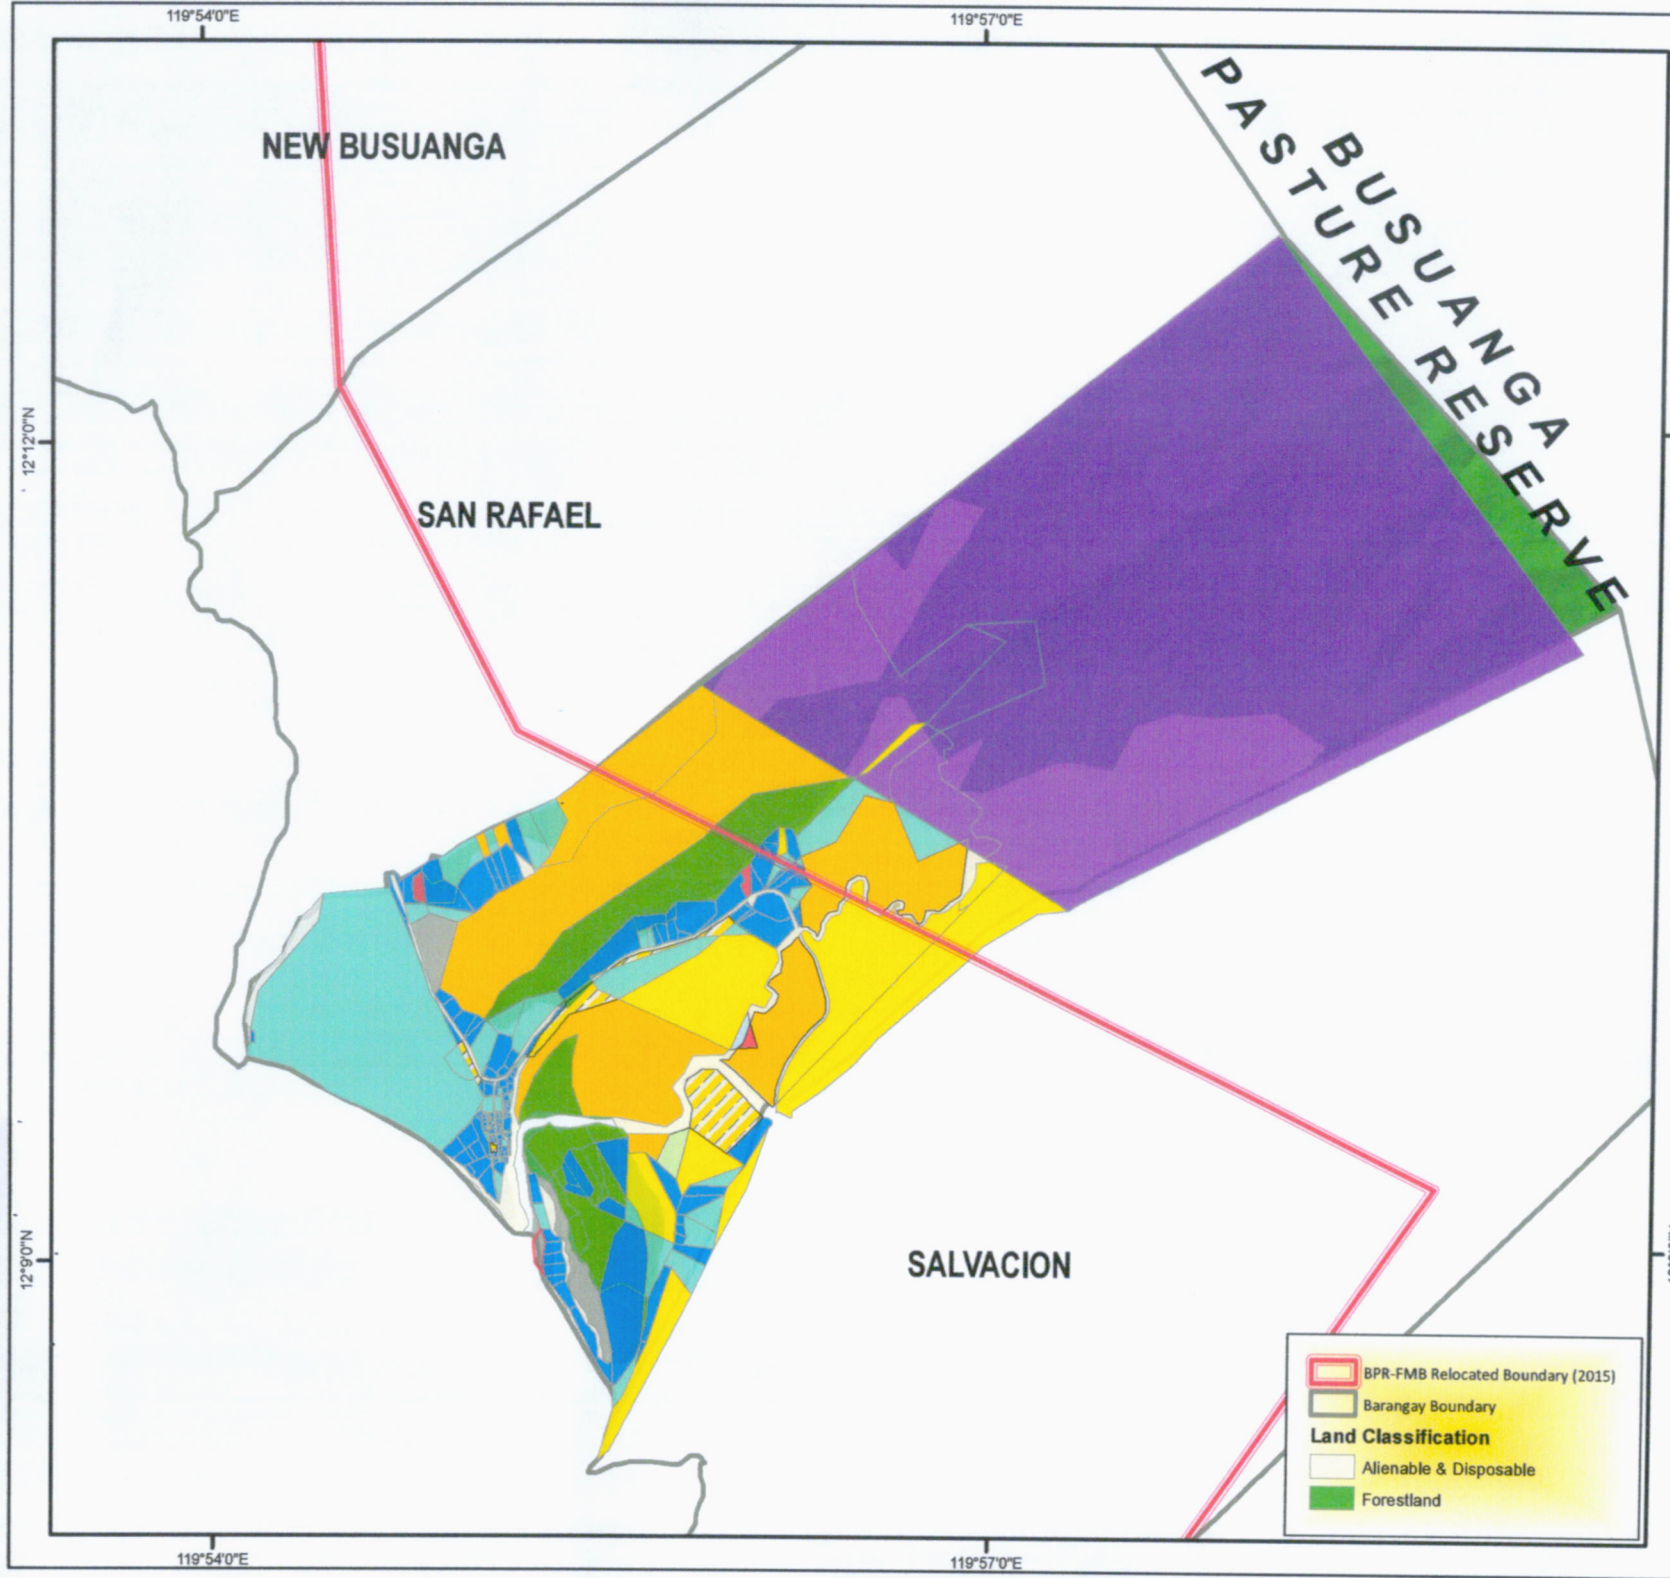 119°54'0"E
119°57'0"E
NEW BUSUANGA
BUSUANGA
PASTURE RESERVE
12°12'0"N
SAN RAFAEL
12°9'0"N
SALVACION
BPR-FMB Relocated Boundary (2015)
Barangay Boundary
Land Classification
Alienable & Disposable
Forestland
119°54'0"E
119°57'0"E